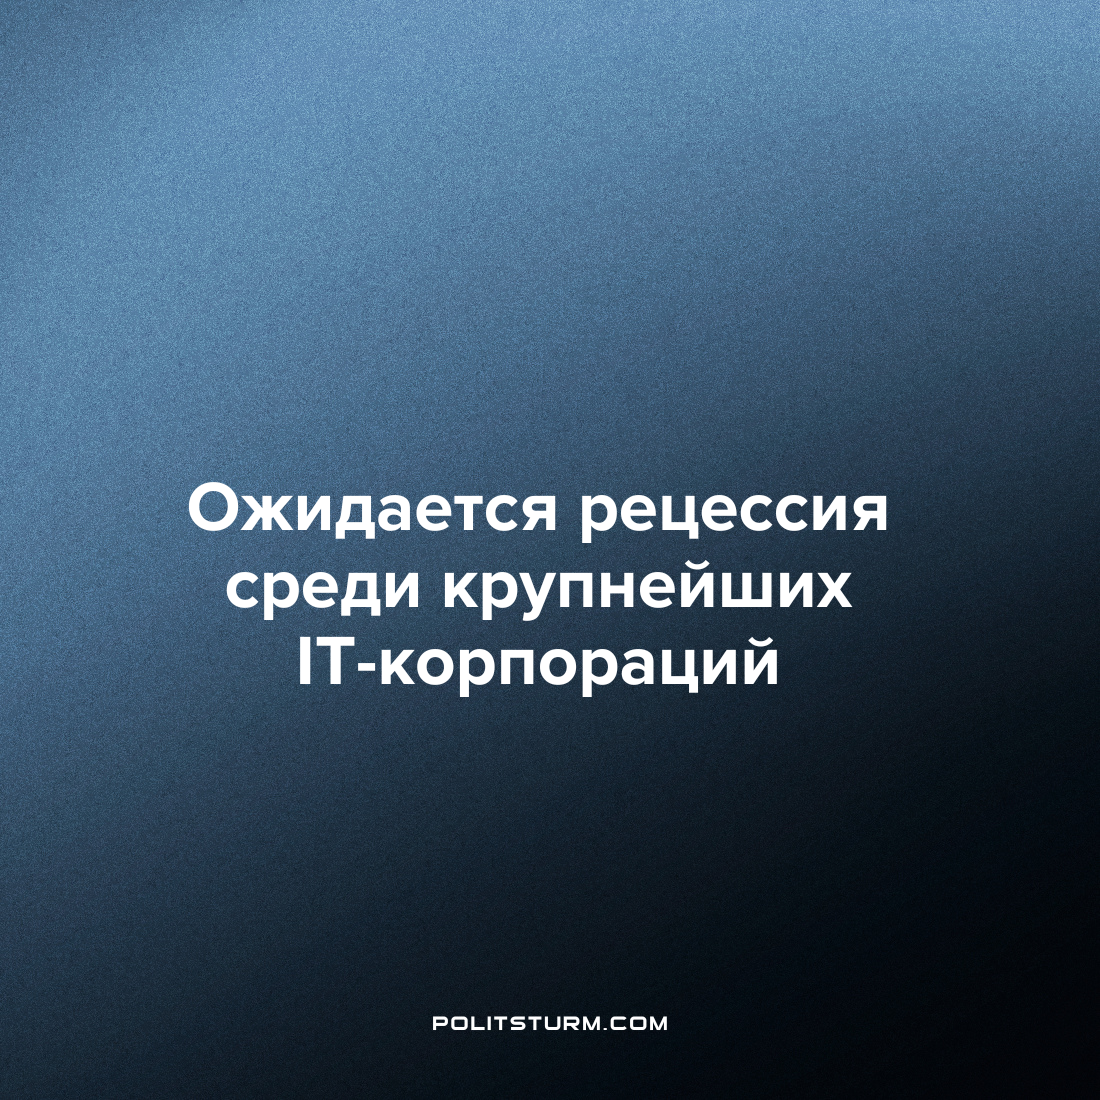 Ожидается рецессия
среди крупнейших
IT-корпораций
POLITSTURM.COM